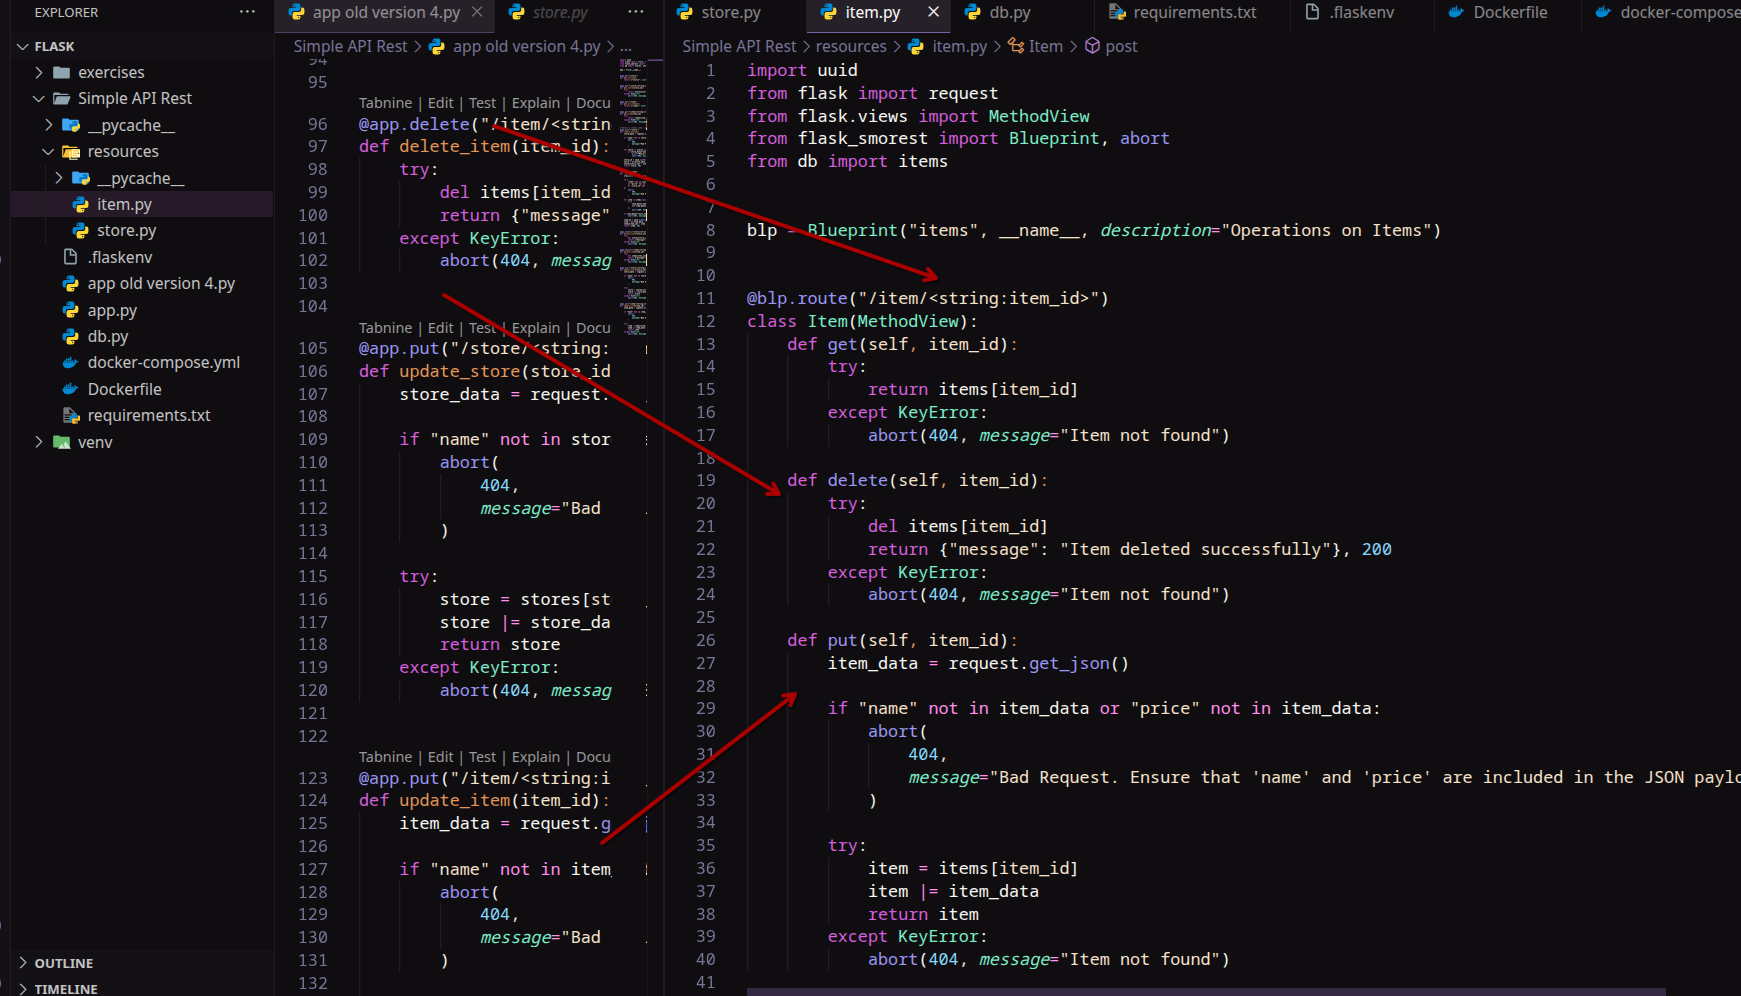 EXPLORER
FLASK
exercises
Simple API Rest
__pycache__
resources
__pycache__
item.py
store.py
.flaskenv
app old version 4.py
app.py
db.py
docker-compose.yml
Dockerfile
requirements.txt
venv
OUTLINE
TIMELINE
app old version 4.py
store.py
Simple API Rest > app old version 4.py > ...
94
95
Tabnine | Edit | Test | Explain | Docu
96 @app.delete("/item/<strin
97 def delete_item(item_id):
98 try:
99 del items[item_id
100 return {"message"
101 except KeyError:
102 abort(404, messag
103
104
Tabnine | Edit | Test | Explain | Docu
105 @app.put("/store/<string:
106 def update_store(store_id
107 store_data = request.
108
109 if "name" not in stor
110 abort(
111 404,
112 message="Bad
113 )
114
115 try:
116 store = stores[st
117 store |= store_da
118 return store
119 except KeyError:
120 abort(404, messag
121
122
Tabnine | Edit | Test | Explain | Docu
123 @app.put("/item/<string:i
124 def update_item(item_id):
125 item_data = request.g
126
127 if "name" not in item_
128 abort(
129 404,
130 message="Bad
131 )
132
store.py
item.py
db.py
requirements.txt
.flaskenv
Dockerfile
docker-compose
Simple API Rest > resources > item.py > Item > post
1 import uuid
2 from flask import request
3 from flask.views import MethodView
4 from flask_smorest import Blueprint, abort
5 from db import items
6
7
8 blp = Blueprint("items", __name__, description="Operations on Items")
9
10
11 @blp.route("/item/<string:item_id>")
12 class Item(MethodView):
13 def get(self, item_id):
14 try:
15 return items[item_id]
16 except KeyError:
17 abort(404, message="Item not found")
18
19 def delete(self, item_id):
20 try:
21 del items[item_id]
22 return {"message": "Item deleted successfully"}, 200
23 except KeyError:
24 abort(404, message="Item not found")
25
26 def put(self, item_id):
27 item_data = request.get_json()
28
29 if "name" not in item_data or "price" not in item_data:
30 abort(
31 404,
32 message="Bad Request. Ensure that 'name' and 'price' are included in the JSON paylo
33 )
34
35 try:
36 item = items[item_id]
37 item |= item_data
38 return item
39 except KeyError:
40 abort(404, message="Item not found")
41